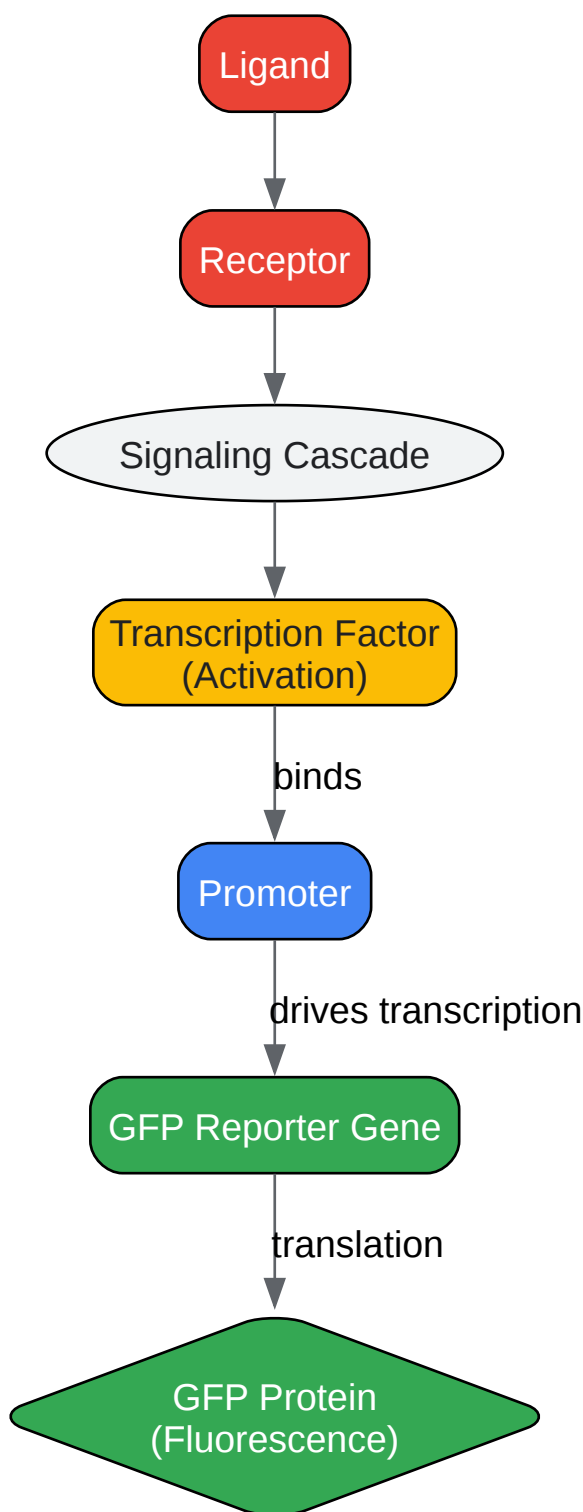 Ligand
Receptor
Signaling Cascade
Transcription Factor
(Activation)
binds
Promoter
drives transcription
GFP Reporter Gene
translation
GFP Protein
(Fluorescence)